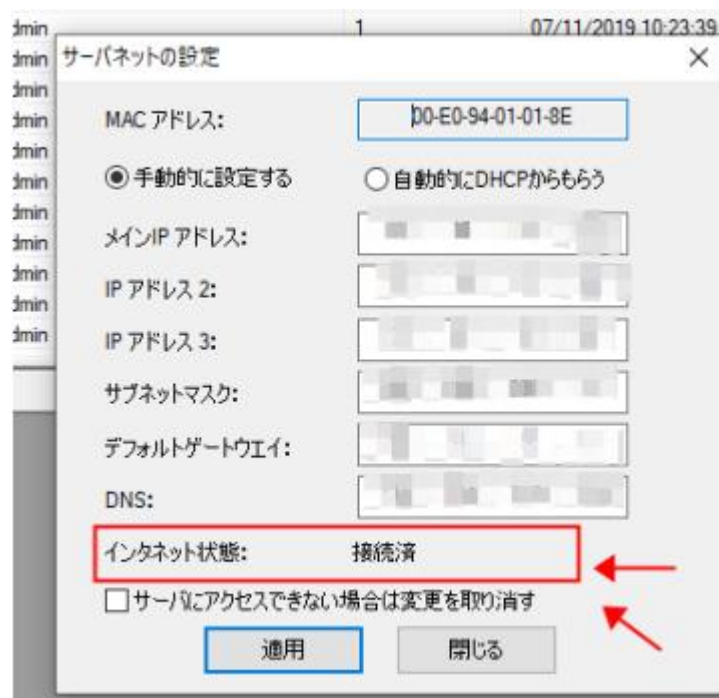 dmin 1 07/11/2019 10:23:39
dmin サーバネットの設定
dmin
dmin MAC アドレス: 00-E0-94-01-01-8E
dmin
dmin 手動的に設定する 自動的にDHCPからもらう
dmin
dmin メインIP アドレス:
dmin
dmin IP アドレス 2:
dmin IP アドレス 3:
サブネットマスク:
デフォルトゲートウエイ:
DNS:
インタネット状態: 接続済
サーバにアクセスできない場合は変更を取り消す
適用 閉じる